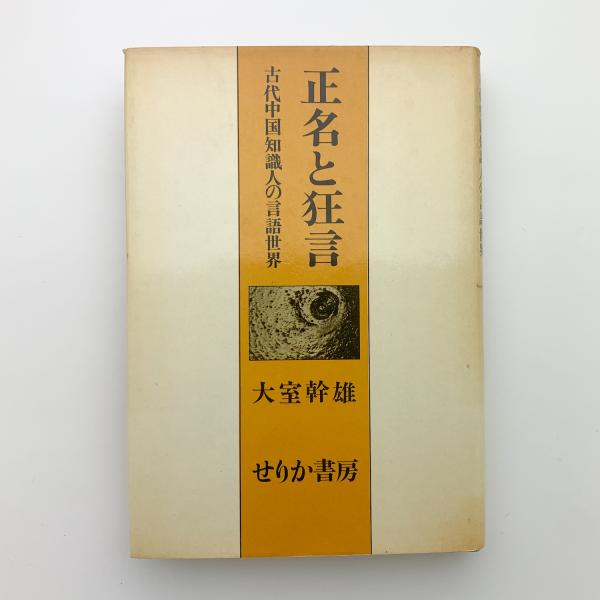 正名と狂言
古代中国知識人の言語世界
大室幹雄
せりか書房